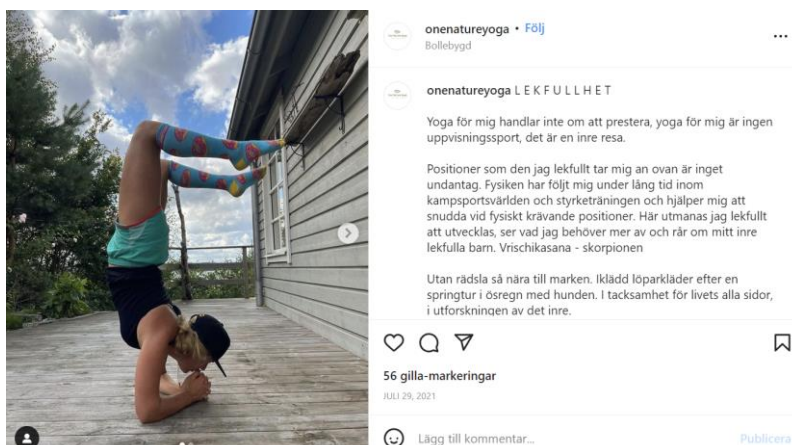 onenatureyoga • Följ
Bollebygd
onenatureyoga L E K F U L L H E T
Yoga för mig handlar inte om att prestera, yoga för mig är ingen
uppvisningssport, det är en inre resa.
Positioner som den jag lekfullt tar mig an ovan är inget
undantag. Fysiken har följt mig under lång tid inom
kampsportsvärlden och styrketräningen och hjälper mig att
snudda vid fysiskt krävande positioner. Här utmanas jag lekfullt
att utvecklas, ser vad jag behöver mer av och rår om mitt inre
lekfulla barn. Vrischikasana - skorpionen
Utan rädsla så nära till marken. Iklädd löparkläder efter en
springtur i ösregn med hunden. I tacksamhet för livets alla sidor,
i utforskningen av det inre.
56 gilla-markeringar
JULI 29, 2021
Lägg till kommentar...
Publicera